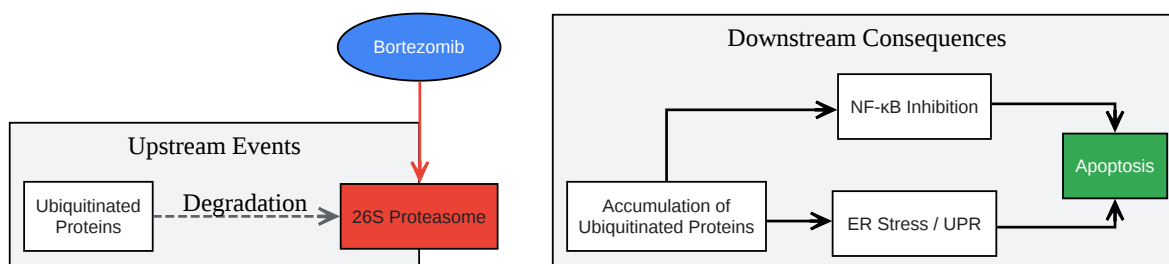 Bortezomib
Upstream Events
Ubiquitinated
Proteins
Degradation
26S Proteasome
Downstream Consequences
NF-κB Inhibition
Apoptosis
Accumulation of
Ubiquitinated Proteins
ER Stress / UPR